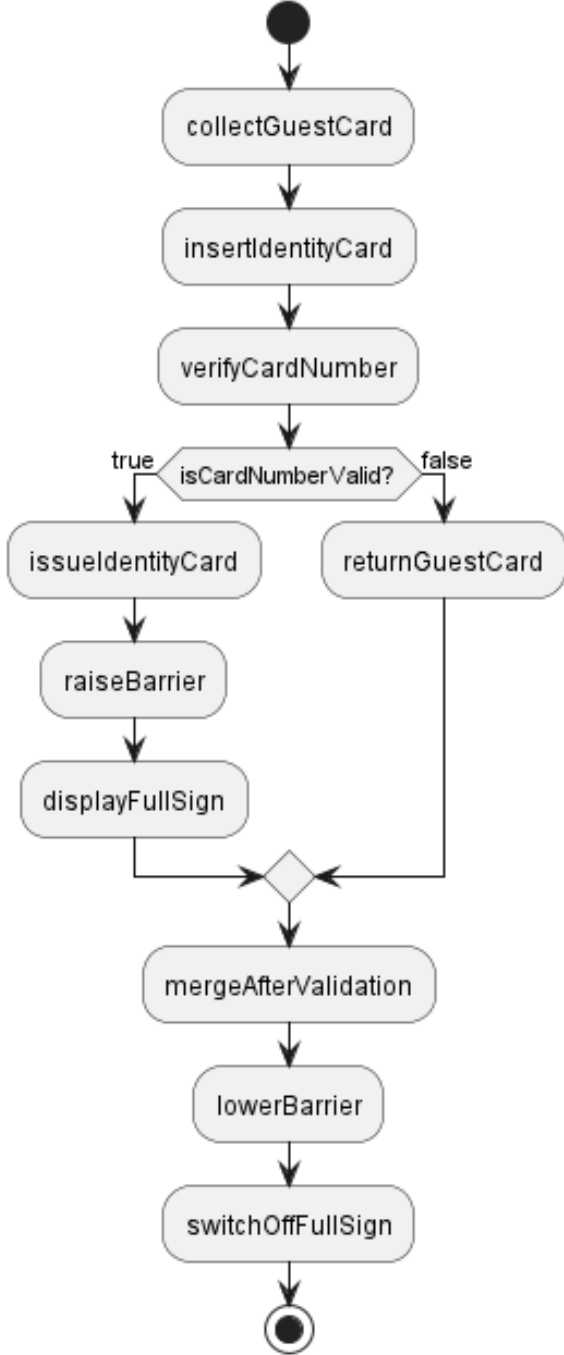 collectGuestCard
insertIdentityCard
verifyCardNumber
true
isCardNumberValid?
false
issueIdentityCard
returnGuestCard
raiseBarrier
displayFullSign
mergeAfterValidation
lowerBarrier
switchOffFullSign